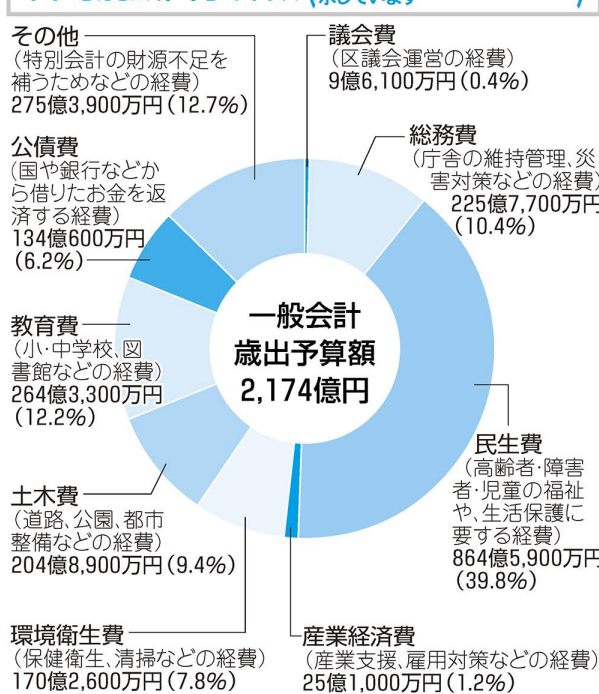 示しています
その他
(特別会計の財源不足を
補うためなどの経費)
275億3,900万円(12.7%)
議会費
(区議会運営の経費)
9億6,100万円(0.4%)
総務費
(庁舎の維持管理、災
害対策などの経費)
225億7,700万円
(10.4%)
公債費
(国や銀行などか
ら借りたお金を返
済する経費)
134億600万円
(6.2%)
一般会計
歳出予算額
2,174億円
教育費
(小・中学校、図
書館などの経費)
264億3,300万円
(12.2%)
民生費
(高齢者・障害
者・児童の福祉
や、生活保護に
要する経費)
864億5,900万円
(39.8%)
土木費
(道路、公園、都市
整備などの経費)
204億8,900万円(9.4%)
環境衛生費
(保健衛生、清掃などの経費)
170億2,600万円(7.8%)
産業経済費
(産業支援、雇用対策などの経費)
25億1,000万円(1.2%)